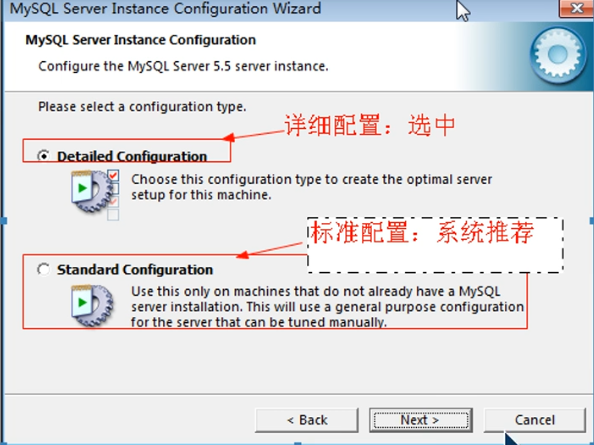 MySQL Server Instance Configuration Wizard
MySQL Server Instance Configuration
Configure the MySQL Server 5.5 server instance.
Please select a configuration type.
详细配置：选中
Detailed Configuration
Choose this configuration type to create the optimal server
setup for this machine.
标准配置：系统推荐
Standard Configuration
Use this only on machines that do not already have a MySQL
server installation. This will use a general purpose configuration
for the server that can be tuned manually.
< Back
Next >
Cancel